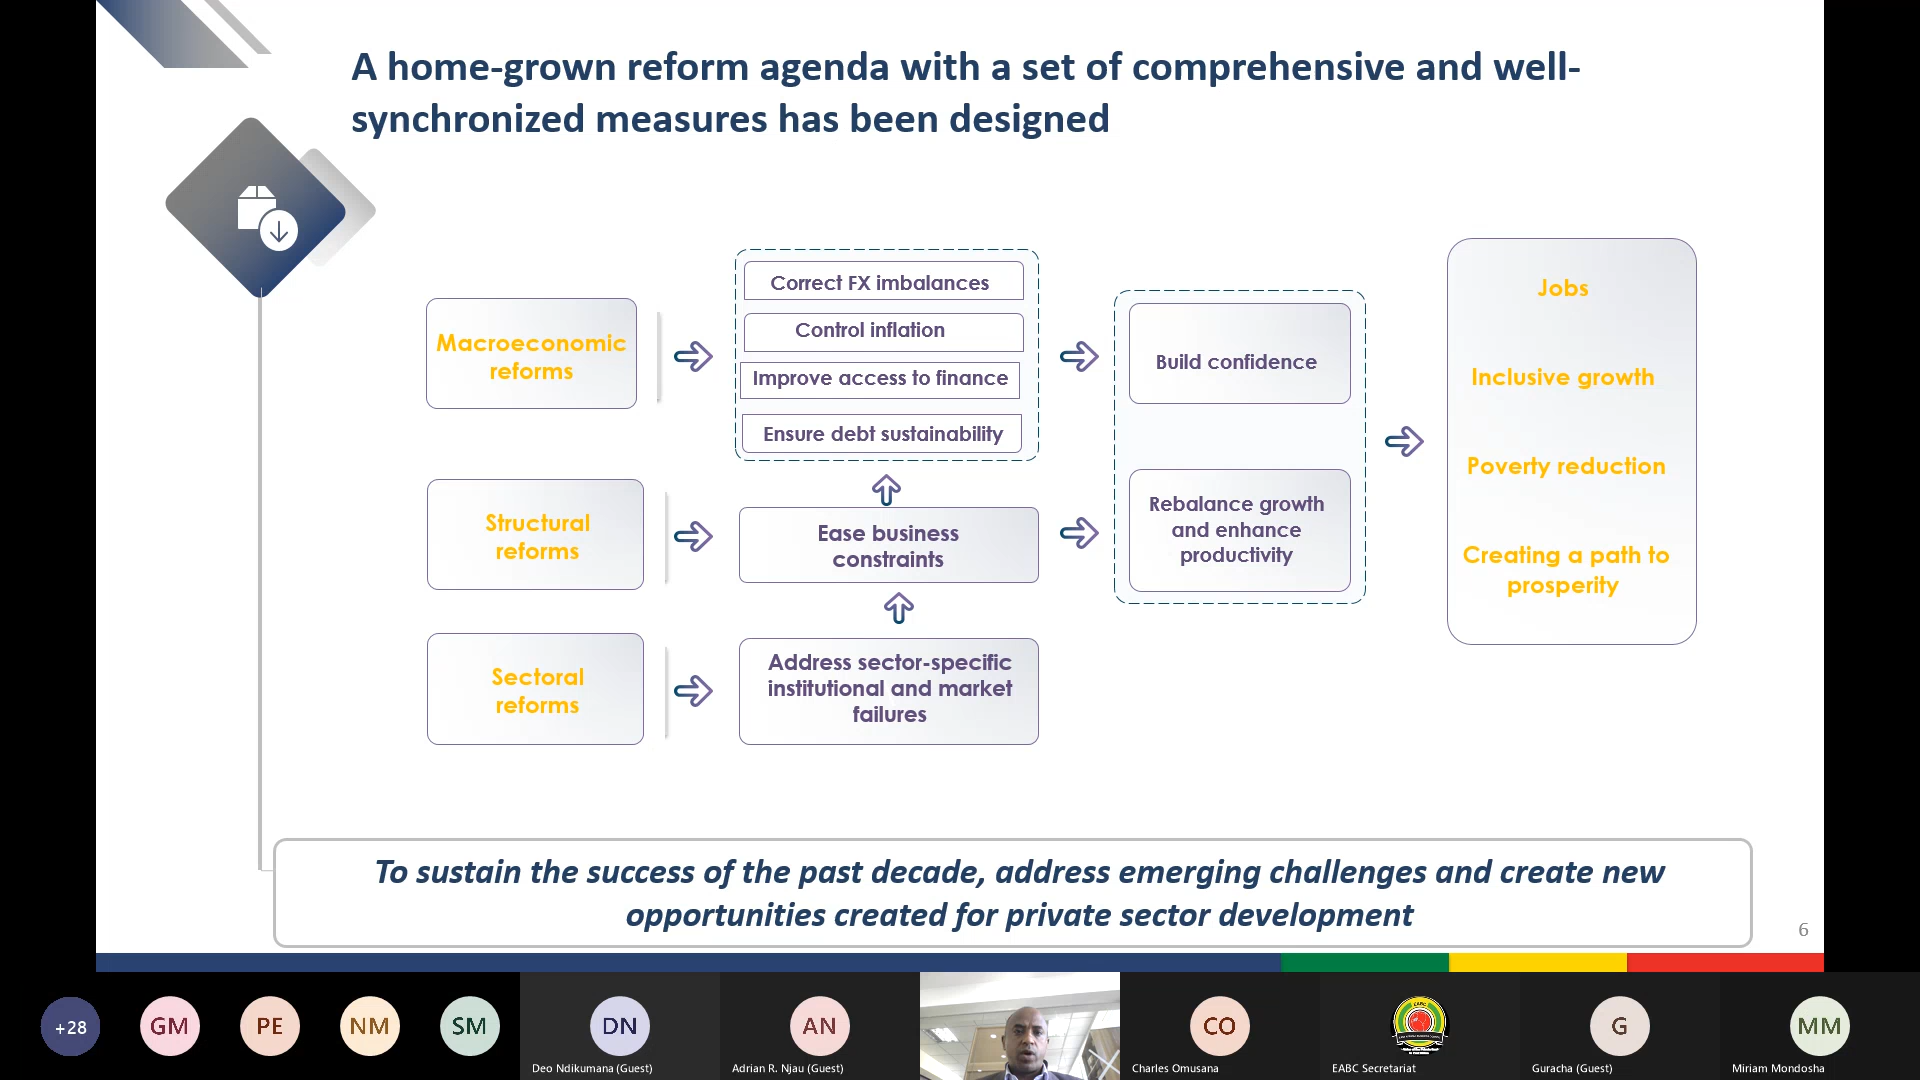 A home-grown reform agenda with a set of comprehensive and well-
synchronized measures has been designed
Macroeconomic
reforms
Correct FX imbalances
Control inflation
Improve access to finance
Ensure debt sustainability
Build confidence
Structural
reforms
Ease business
constraints
Rebalance growth
and enhance
productivity
Sectoral
reforms
Address sector-specific
institutional and market
failures
Jobs
Inclusive growth
Poverty reduction
Creating a path to
prosperity
To sustain the success of the past decade, address emerging challenges and create new
opportunities created for private sector development
6
+28
GM
PE
NM
SM
DN
Deo Ndikumana (Guest)
AN
Adrian R. Njau (Guest)
CO
Charles Omusana
EABC
EABC Secretariat
G
Guracha (Guest)
MM
Miriam Mondosha